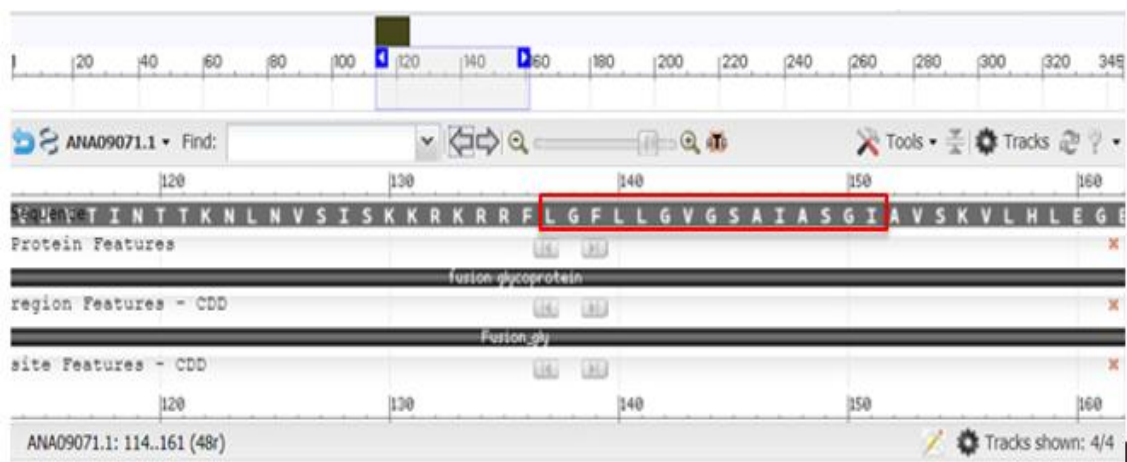 20 40 60 80 100 120 140 160 180 200 220 240 260 280 300 320 345
ANA09071.1 Find: Tools Tracks ?
120 130 140 150 160
Sequence T I N T T K N L N V S I S K K R K R R F L G F L L G V G S A I A S G I A V S K V L H L E G E
Protein Features
fusion glycoprotein
region Features - CDD
Fusion_gly
site Features - CDD
120 130 140 150 160
ANA09071.1: 114..161 (48r) Tracks shown: 4/4